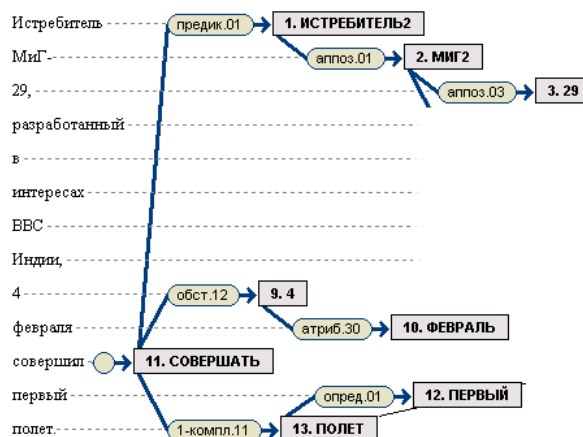 Истребитель предик.01 1. ИСТРЕБИТЕЛЬ2
МиГ- аппоз.01 2. МИГ2
29, аппоз.03 3. 29
разработанный
в
интересах
ВВС
Индии,
4 обст.12 9. 4
февраля атриб.30 10. ФЕВРАЛЬ
совершил 11. СОВЕРШАТЬ
первый опред.01 12. ПЕРВЫЙ
полет. 1-компл.11 13. ПОЛЕТ